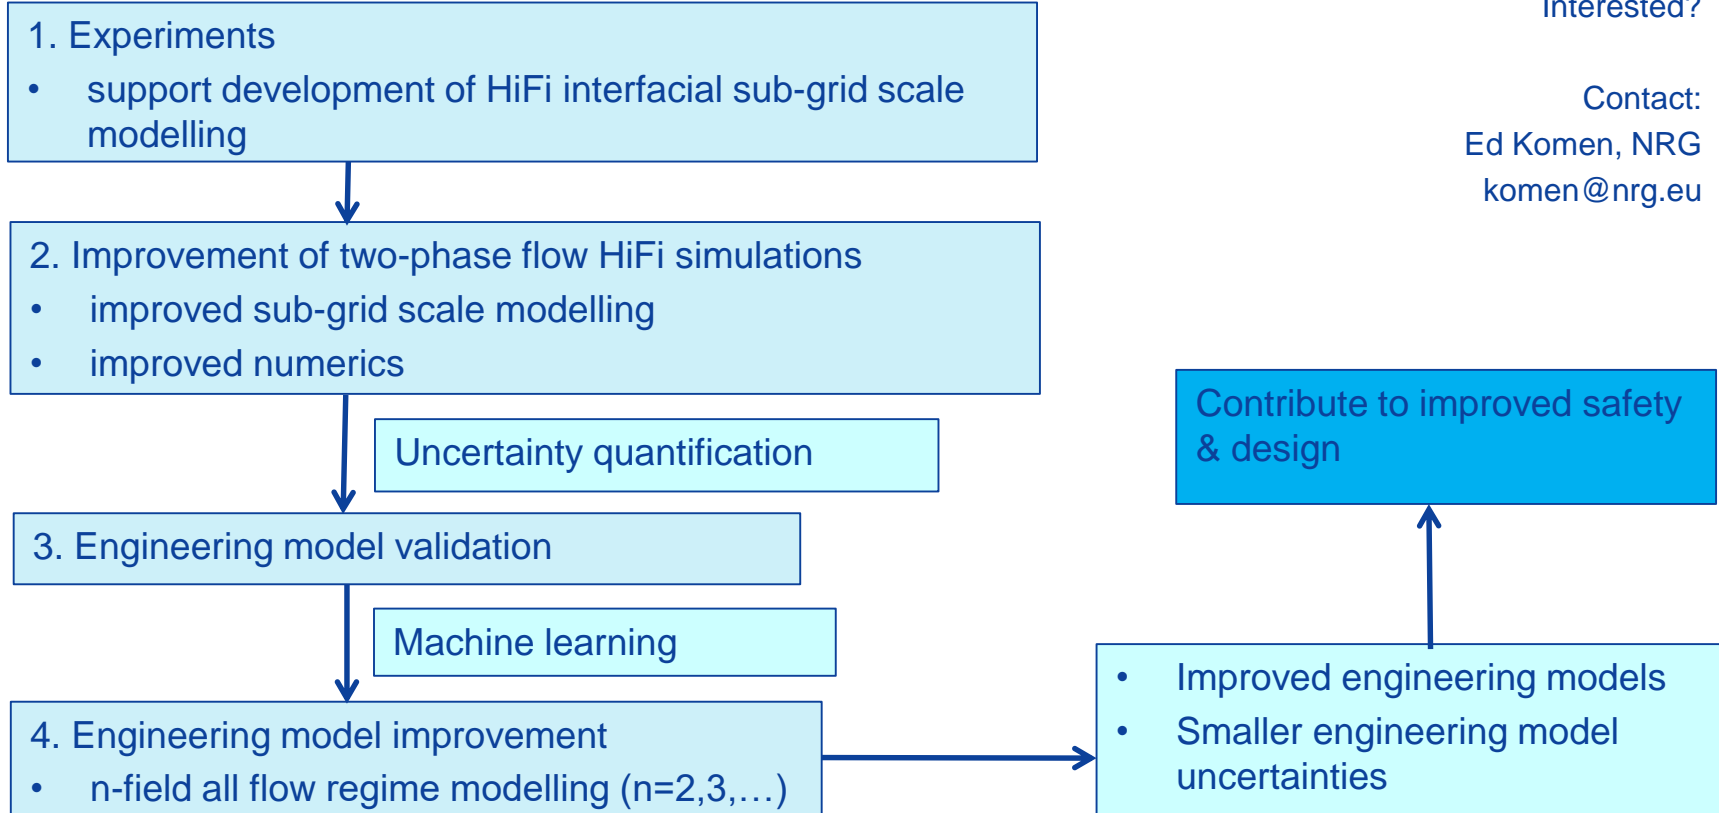 1. Experiments
• support development of HiFi interfacial sub-grid scale
modelling
2. Improvement of two-phase flow HiFi simulations
• improved sub-grid scale modelling
• improved numerics
Uncertainty quantification
3. Engineering model validation
Machine learning
4. Engineering model improvement
• n-field all flow regime modelling (n=2,3,…)
Interested?
Contact:
Ed Komen, NRG
komen@nrg.eu
Contribute to improved safety
& design
• Improved engineering models
• Smaller engineering model
uncertainties